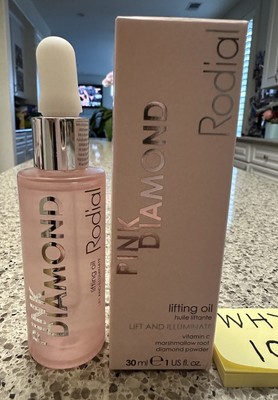 Rodial
PINK
DIAMOND
lifting oil
huile liftante
LIFT AND ILLUMINATE
vitamin c
marshmallow root
diamond powder
30 ml e 1 US fl. oz.
PINK
DIAMOND
Rodial
lifting oil